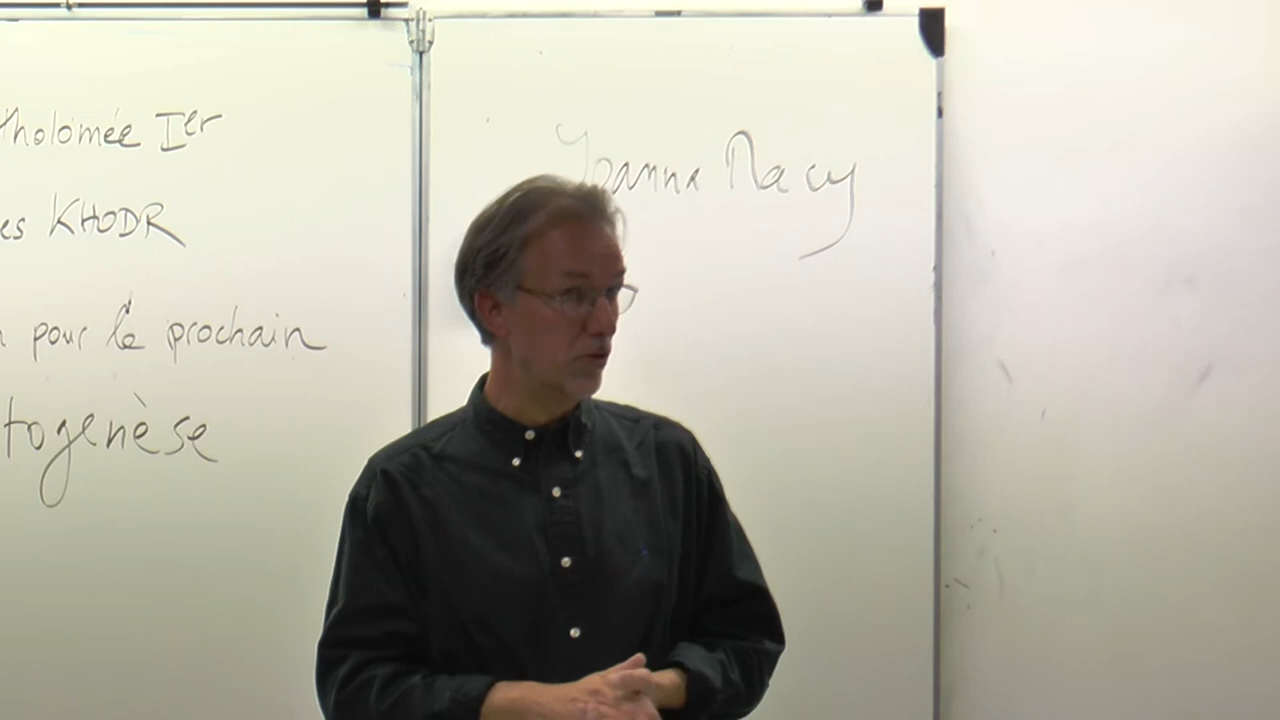 tholomée Ier
es KHODR
pour le prochain
togenèse
Joanna Macy